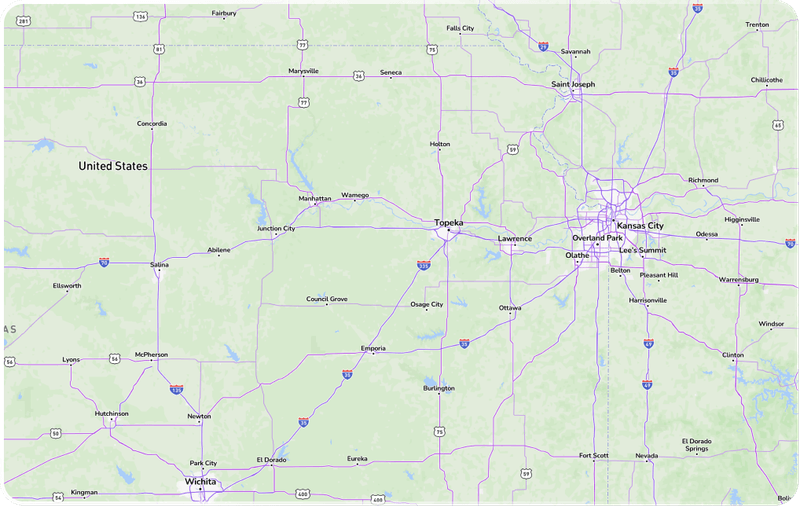 35
281
136
Fairbury
Trenton
Falls City
81
77
75
29
Savannah
Marysville
36
Seneca
35
Chillicothe
36
Saint Joseph
77
Concordia
65
Holton
59
United States
Richmond
Manhattan
Wamego
Topeka
Kansas City
Higginsville
Junction City
Lawrence
Overland Park
Odessa
70
Abilene
Lee's Summit
Olathe
70
Salina
335
Belton
Pleasant Hill
Ellsworth
Warrensburg
Council Grove
Osage City
Ottawa
Harrisonville
AS
Windsor
35
49
Emporia
56
Lyons
56
McPherson
Clinton
35
135
49
Burlington
Hutchinson
Newton
35
50
75
El Dorado
Springs
Park City
El Dorado
Eureka
Fort Scott
Nevada
59
Wichita
54
Kingman
400
400
Boli